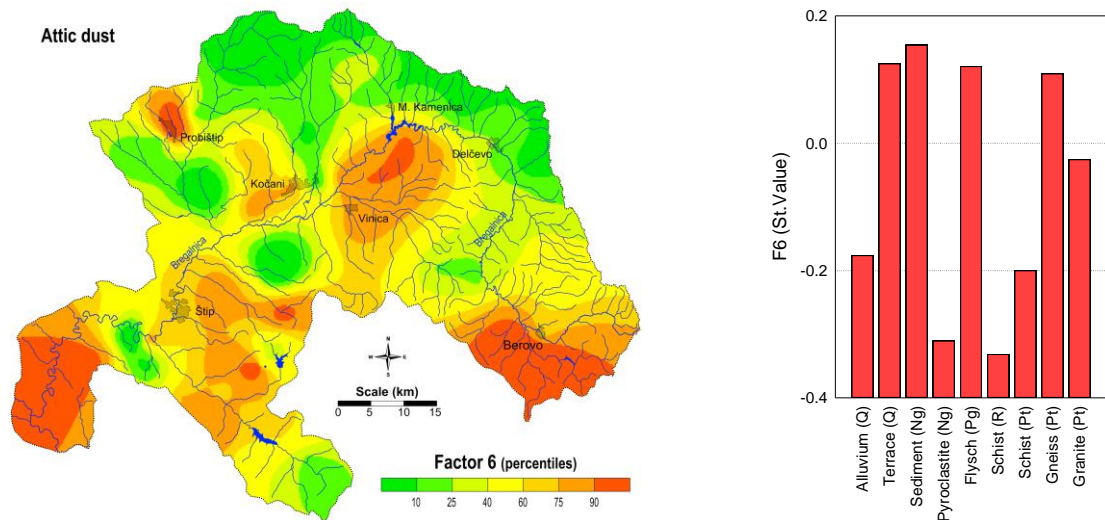 Attic dust
M. Kamenica
Probištip
Delčevo
Kočani
Vinica
Bregalnica
Bregalnica
Štip
Berovo
N
W E
S
Scale (km)
0 5 10 15
Factor 6 (percentiles)
10 25 40 60 75 90
F6 (St.Value)
0.2
0.0
-0.2
-0.4
Alluvium (Q)
Terrace (Q)
Sediment (Ng)
Pyroclastite (Ng)
Flysch (Pg)
Schist (R)
Schist (Pt)
Gneiss (Pt)
Granite (Pt)